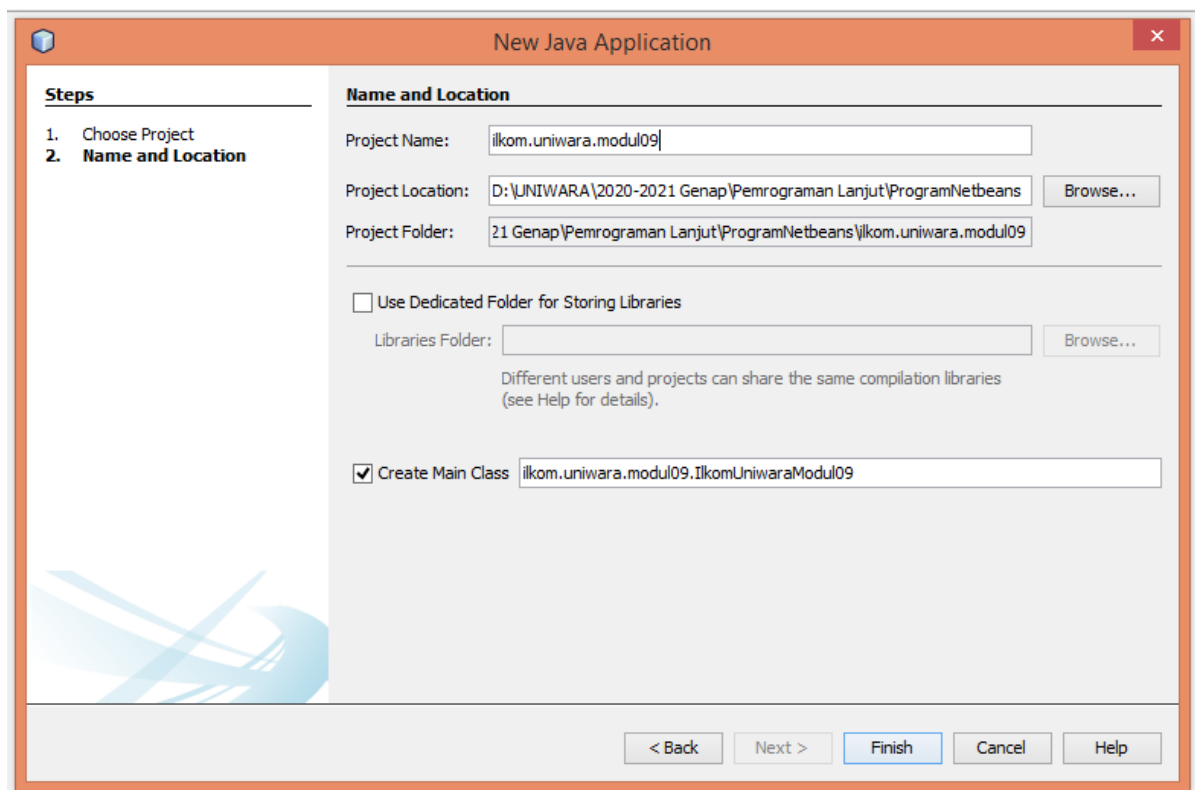 New Java Application
Steps
1. Choose Project
2. Name and Location
Name and Location
Project Name: ilkom.uniwara.modul09
Project Location: D:\UNIWARA\2020-2021 Genap\Pemrograman Lanjut\ProgramNetbeans Browse...
Project Folder: 21 Genap\Pemrograman Lanjut\ProgramNetbeans\ilkom.uniwara.modul09
Use Dedicated Folder for Storing Libraries
Libraries Folder: Browse...
Different users and projects can share the same compilation libraries
(see Help for details).
Create Main Class ilkom.uniwara.modul09.IlkomUniwaraModul09
< Back Next > Finish Cancel Help